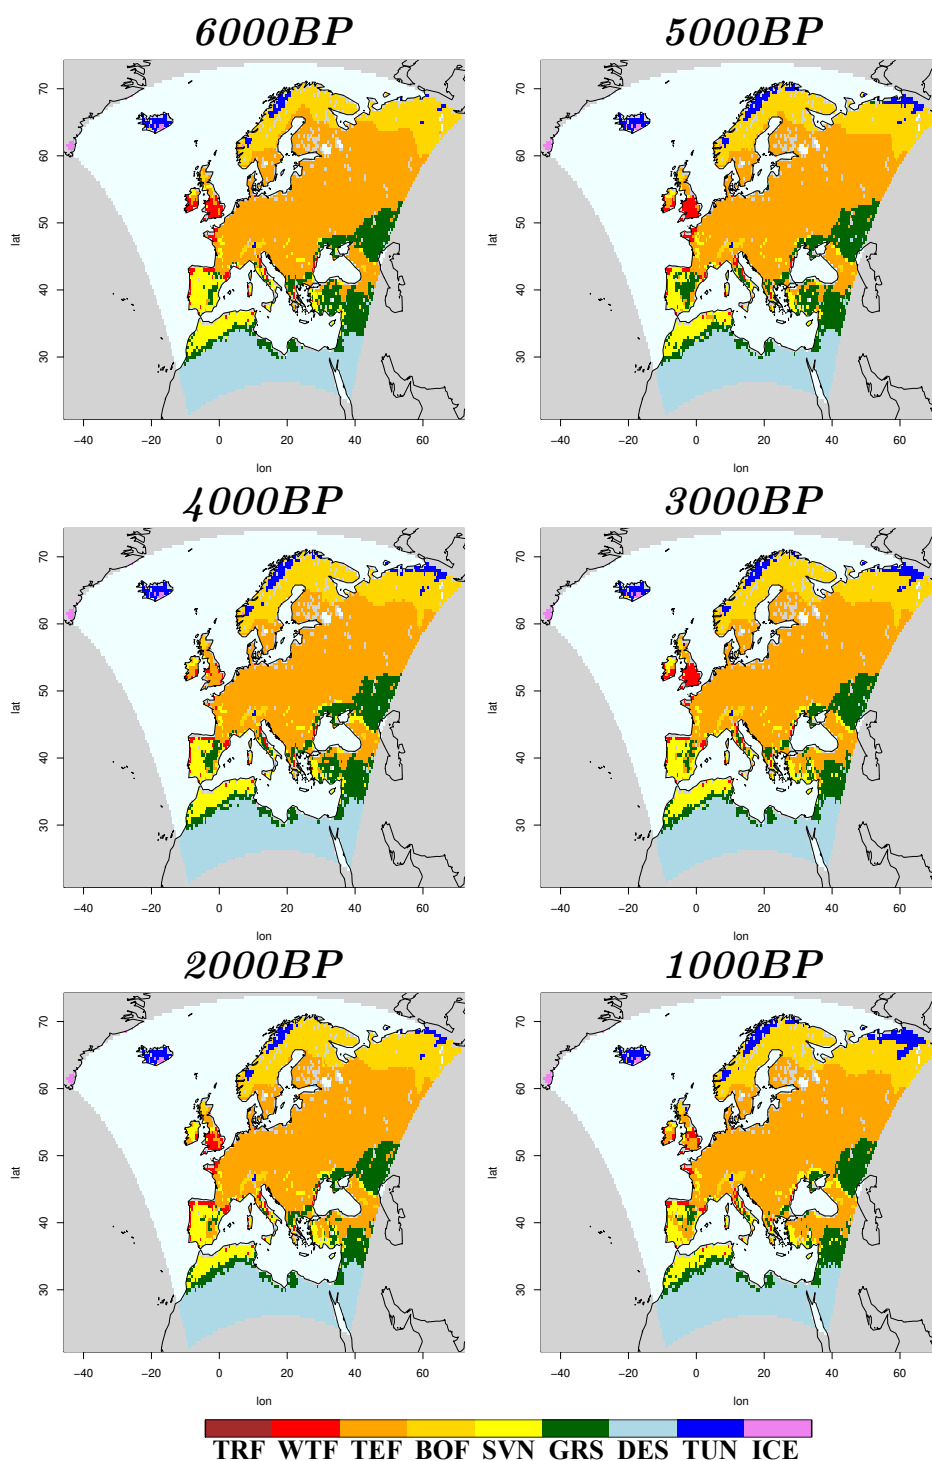 6000BP 5000BP
70 70
60 60
50 50
lat lat
40 40
30 30
−40 −20 0 20 40 60 −40 −20 0 20 40 60
lon lon
4000BP 3000BP
70 70
60 60
50 50
lat lat
40 40
30 30
−40 −20 0 20 40 60 −40 −20 0 20 40 60
lon lon
2000BP 1000BP
70 70
60 60
50 50
lat lat
40 40
30 30
−40 −20 0 20 40 60 −40 −20 0 20 40 60
lon lon
TRF WTF TEF BOF SVN GRS DES TUN ICE